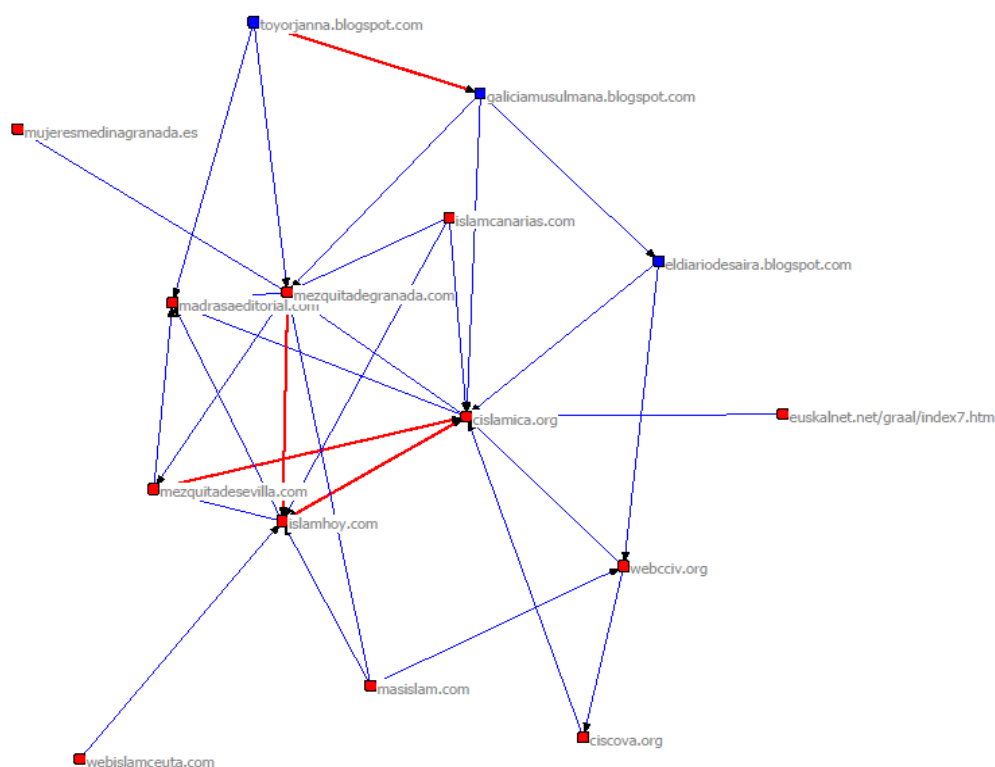 toyorjanna.blogspot.com
galiciamusulmana.blogspot.com
mujeresmedinagranada.es
islamcanarias.com
eldiariodesaira.blogspot.com
mezquitadegranada.com
madrasaeditorial.com
cislamica.org
euskalnet.net/graal/index7.htm
mezquitadesevilla.com
islamhoy.com
webcciv.org
masislam.com
ciscova.org
webislamceuta.com